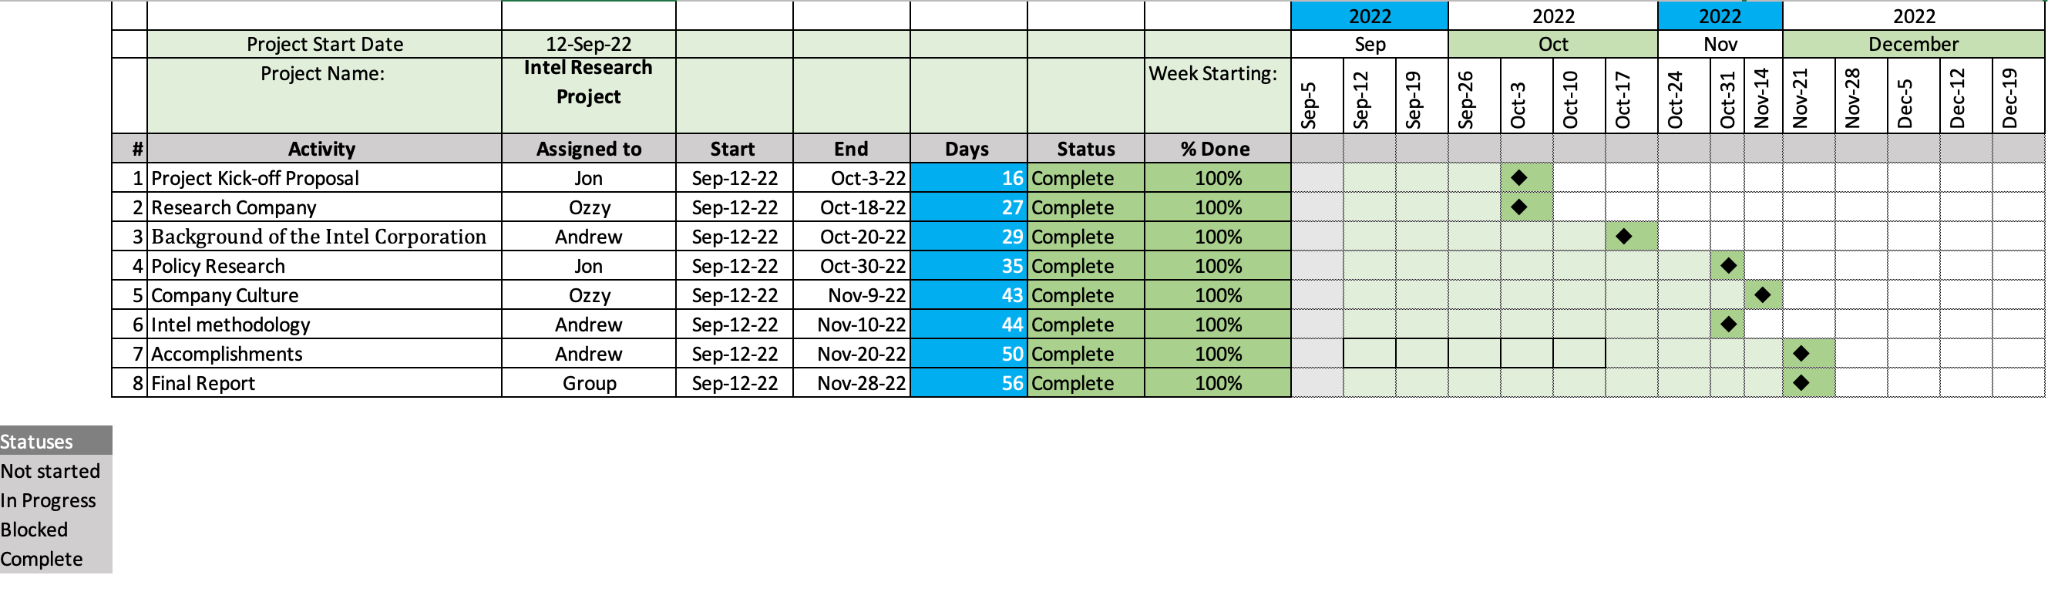 2022 2022 2022 2022
Project Start Date 12-Sep-22 Sep Oct Nov December
Project Name: Intel Research Project Week Starting: Sep-5 Sep-12 Sep-19 Sep-26 Oct-3 Oct-10 Oct-17 Oct-24 Oct-31 Nov-14 Nov-21 Nov-28 Dec-5 Dec-12 Dec-19
# Activity Assigned to Start End Days Status % Done
1 Project Kick-off Proposal Jon Sep-12-22 Oct-3-22 16 Complete 100%
2 Research Company Ozzy Sep-12-22 Oct-18-22 27 Complete 100%
3 Background of the Intel Corporation Andrew Sep-12-22 Oct-20-22 29 Complete 100%
4 Policy Research Jon Sep-12-22 Oct-30-22 35 Complete 100%
5 Company Culture Ozzy Sep-12-22 Nov-9-22 43 Complete 100%
6 Intel methodology Andrew Sep-12-22 Nov-10-22 44 Complete 100%
7 Accomplishments Andrew Sep-12-22 Nov-20-22 50 Complete 100%
8 Final Report Group Sep-12-22 Nov-28-22 56 Complete 100%
Statuses
Not started
In Progress
Blocked
Complete